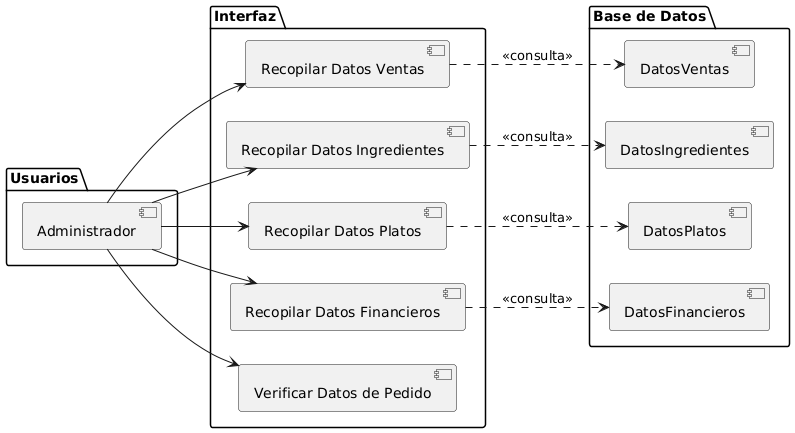 Interfaz
Base de Datos
Recopilar Datos Ventas
«consulta»
DatosVentas
Recopilar Datos Ingredientes
«consulta»
DatosIngredientes
Usuarios
Administrador
Recopilar Datos Platos
«consulta»
DatosPlatos
Recopilar Datos Financieros
«consulta»
DatosFinancieros
Verificar Datos de Pedido